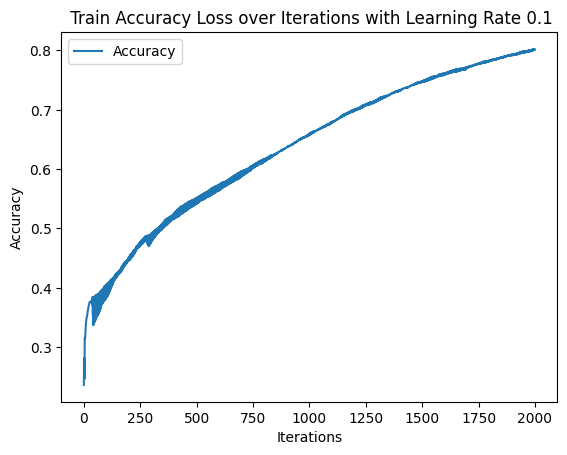 Train Accuracy Loss over Iterations with Learning Rate 0.1
Accuracy
0.8
0.7
0.6
0.5
0.4
0.3
Accuracy
0 250 500 750 1000 1250 1500 1750 2000
Iterations